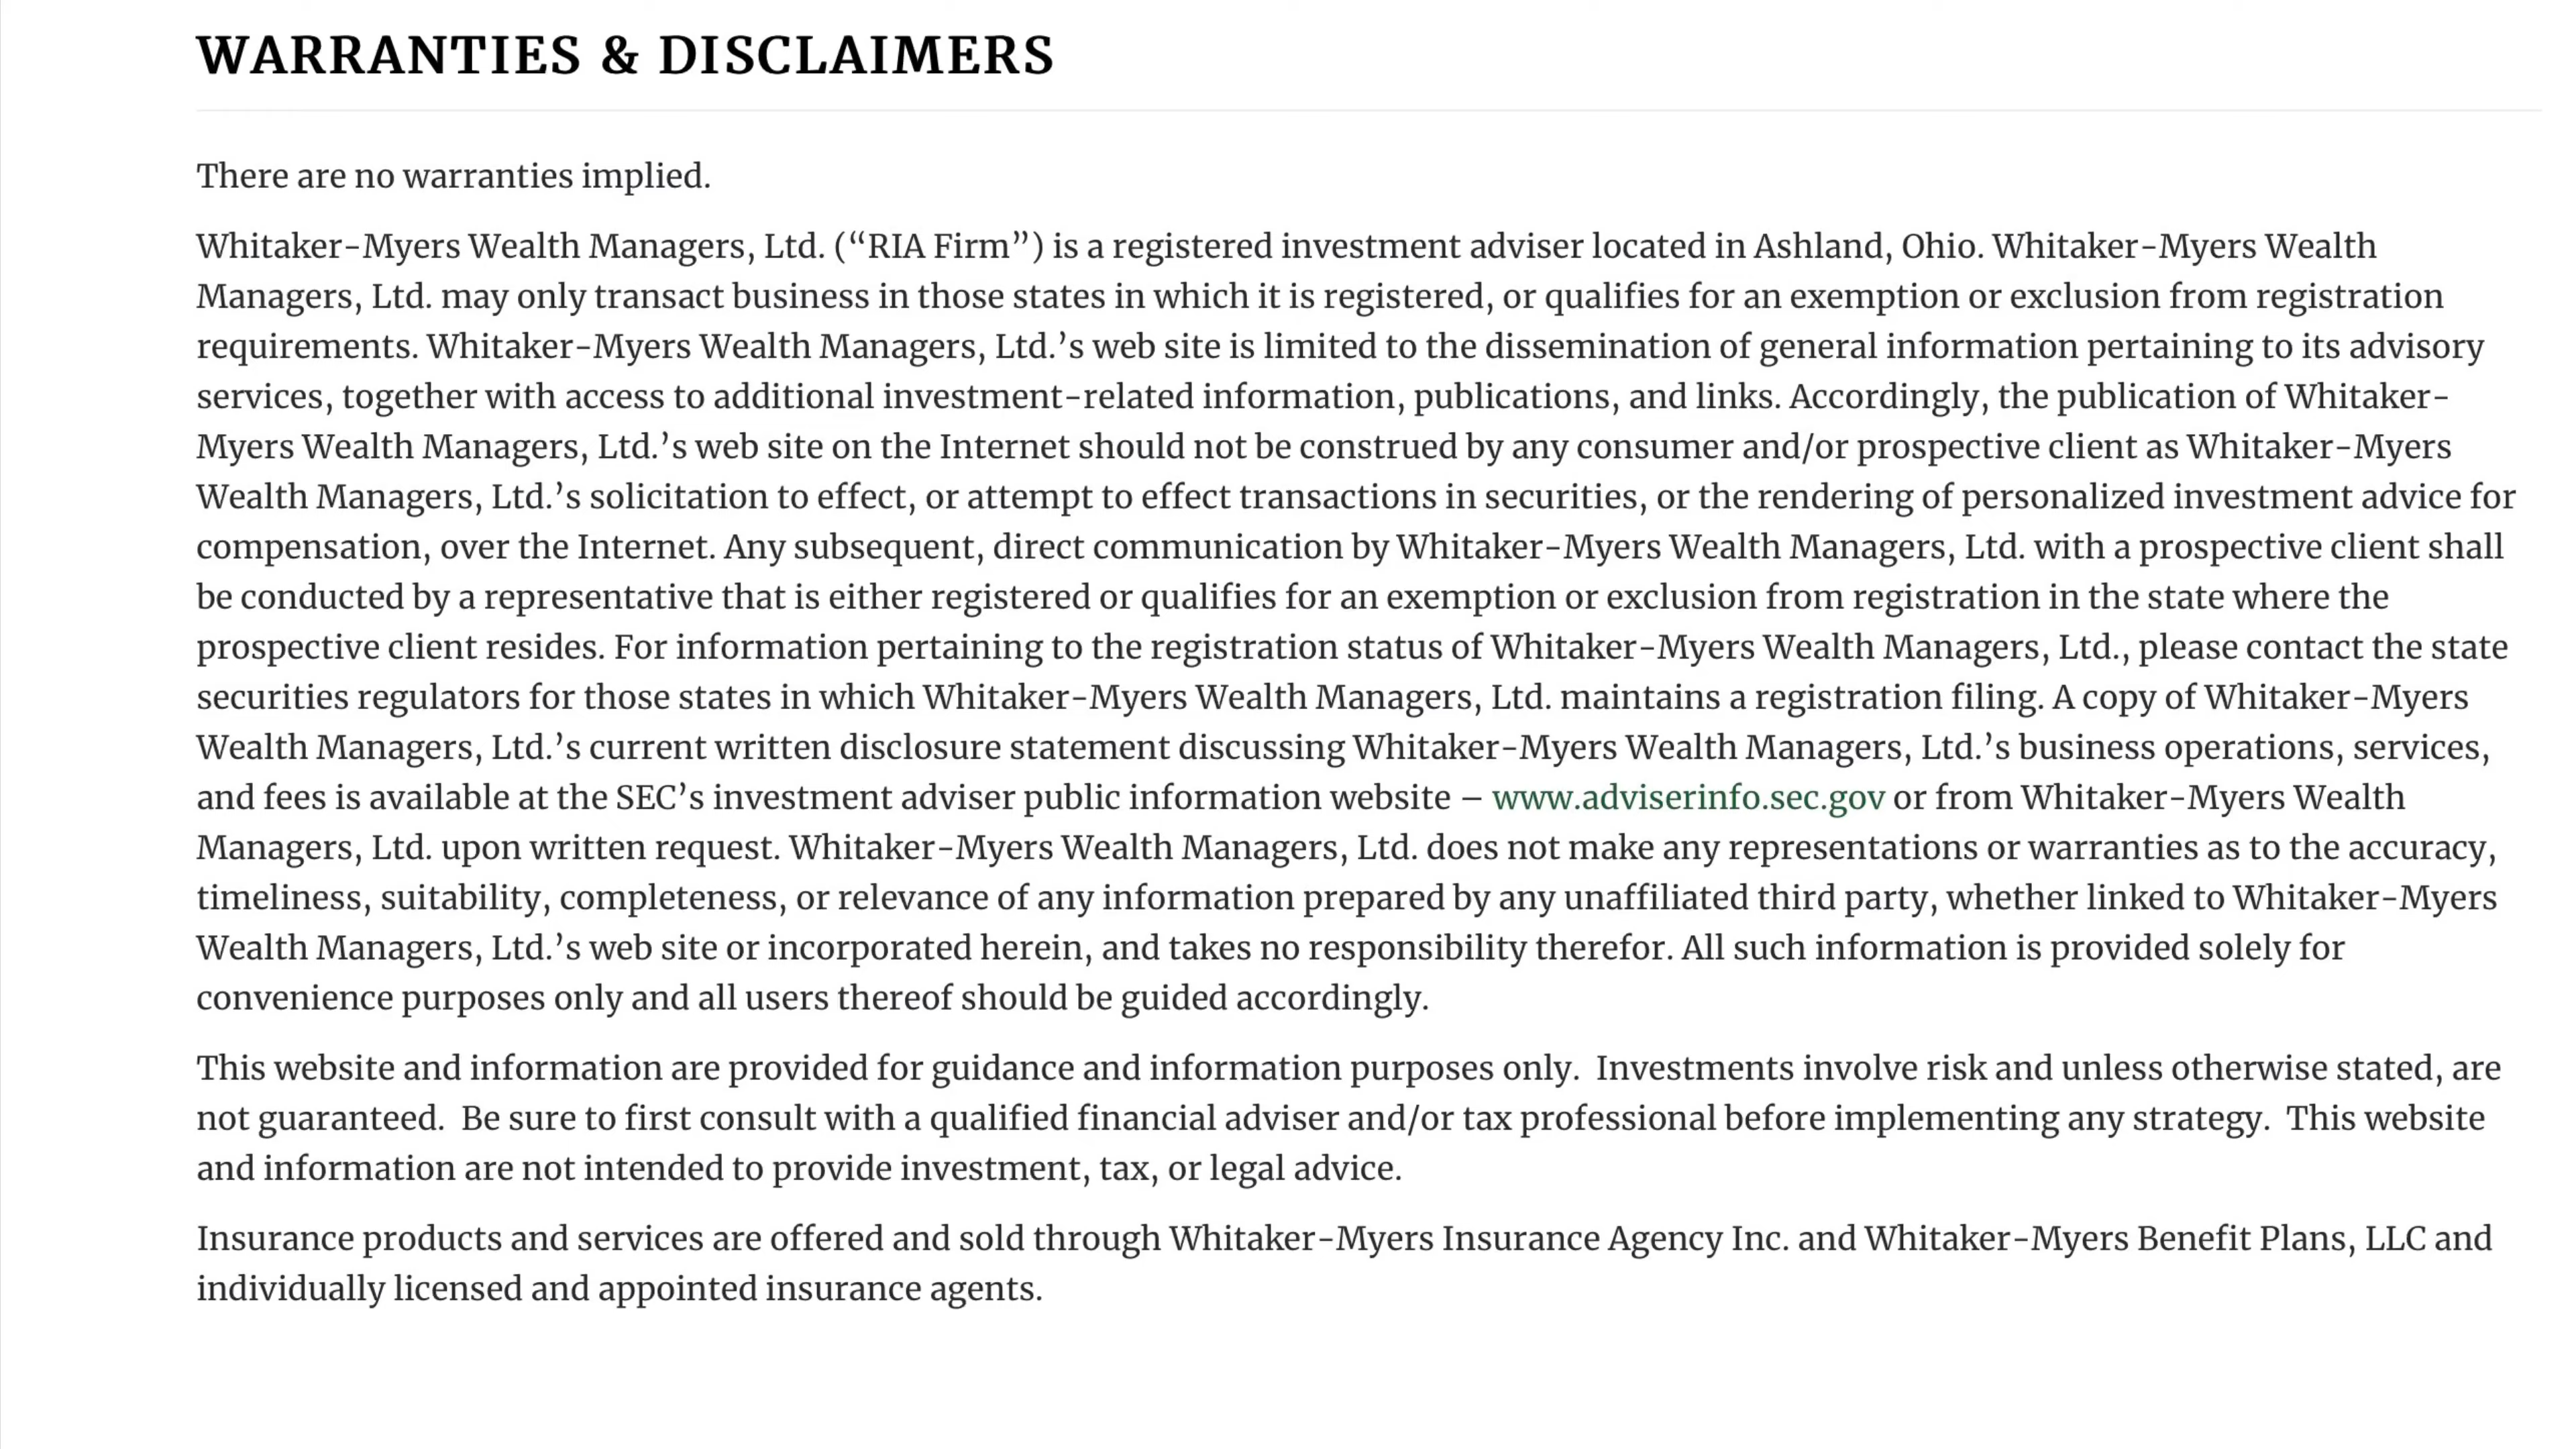 WARRANTIES & DISCLAIMERS
There are no warranties implied.
Whitaker-Myers Wealth Managers, Ltd. (“RIA Firm”) is a registered investment adviser located in Ashland, Ohio. Whitaker-Myers Wealth
Managers, Ltd. may only transact business in those states in which it is registered, or qualifies for an exemption or exclusion from registration
requirements. Whitaker-Myers Wealth Managers, Ltd.’s web site is limited to the dissemination of general information pertaining to its advisory
services, together with access to additional investment-related information, publications, and links. Accordingly, the publication of Whitaker-
Myers Wealth Managers, Ltd.’s web site on the Internet should not be construed by any consumer and/or prospective client as Whitaker-Myers
Wealth Managers, Ltd.’s solicitation to effect, or attempt to effect transactions in securities, or the rendering of personalized investment advice for
compensation, over the Internet. Any subsequent, direct communication by Whitaker-Myers Wealth Managers, Ltd. with a prospective client shall
be conducted by a representative that is either registered or qualifies for an exemption or exclusion from registration in the state where the
prospective client resides. For information pertaining to the registration status of Whitaker-Myers Wealth Managers, Ltd., please contact the state
securities regulators for those states in which Whitaker-Myers Wealth Managers, Ltd. maintains a registration filing. A copy of Whitaker-Myers
Wealth Managers, Ltd.’s current written disclosure statement discussing Whitaker-Myers Wealth Managers, Ltd.’s business operations, services,
and fees is available at the SEC’s investment adviser public information website – www.adviserinfo.sec.gov or from Whitaker-Myers Wealth
Managers, Ltd. upon written request. Whitaker-Myers Wealth Managers, Ltd. does not make any representations or warranties as to the accuracy,
timeliness, suitability, completeness, or relevance of any information prepared by any unaffiliated third party, whether linked to Whitaker-Myers
Wealth Managers, Ltd.’s web site or incorporated herein, and takes no responsibility therefor. All such information is provided solely for
convenience purposes only and all users thereof should be guided accordingly.
This website and information are provided for guidance and information purposes only.  Investments involve risk and unless otherwise stated, are
not guaranteed.  Be sure to first consult with a qualified financial adviser and/or tax professional before implementing any strategy.  This website
and information are not intended to provide investment, tax, or legal advice.
Insurance products and services are offered and sold through Whitaker-Myers Insurance Agency Inc. and Whitaker-Myers Benefit Plans, LLC and
individually licensed and appointed insurance agents.